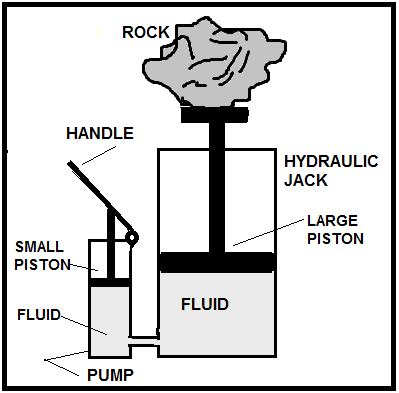 ROCK
HANDLE
HYDRAULIC
JACK
LARGE
PISTON
SMALL
PISTON
FLUID
FLUID
PUMP